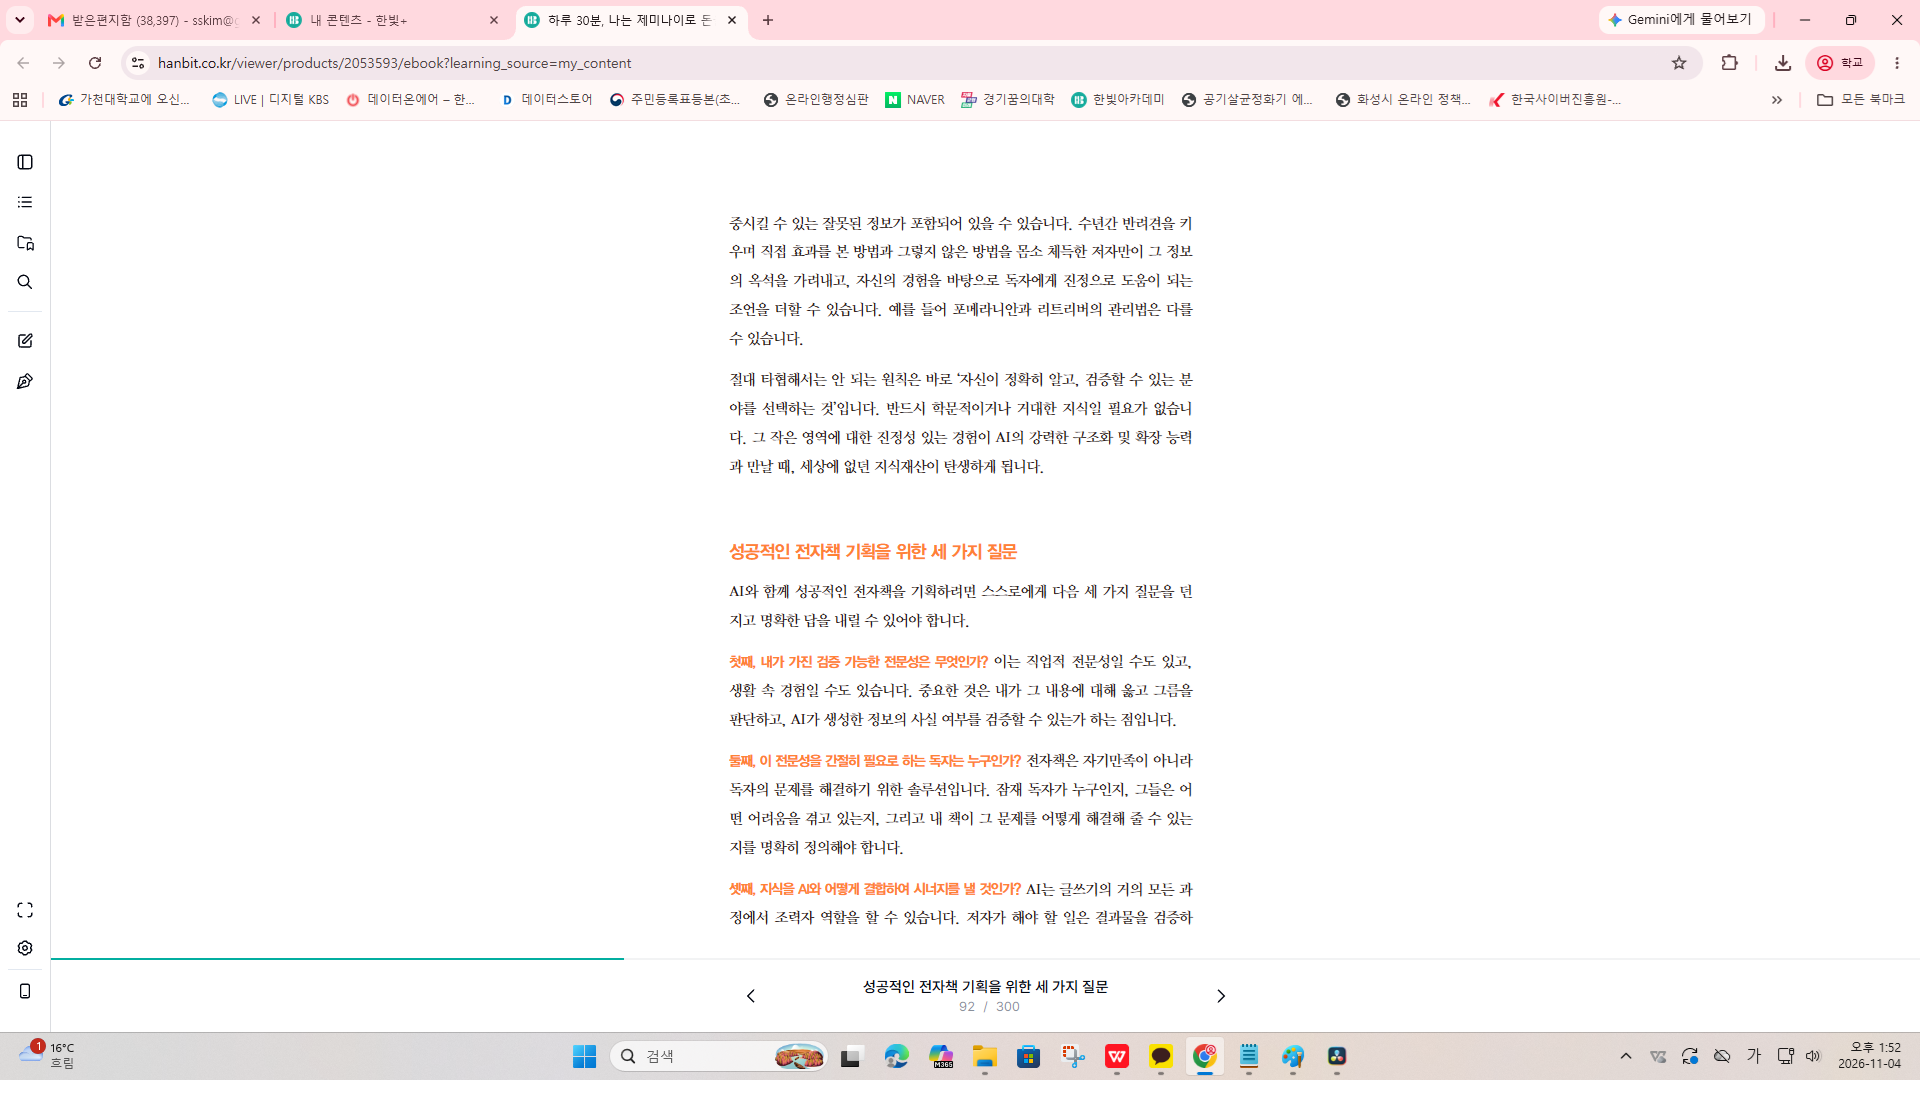 받은편지함 (38,397) - sskim@g
내 콘텐츠 - 한빛+
하루 30분, 나는 제미나이로 돈
Gemini에게 물어보기
hanbit.co.kr/viewer/products/2053593/ebook?learning_source=my_content
학교
가천대학교에 오신...
LIVE | 디지털 KBS
데이터온에어 – 한...
데이터스토어
주민등록표등본(초...
온라인행정심판
NAVER
경기꿈의대학
한빛아카데미
공기살균정화기 에...
화성시 온라인 정책...
한국사이버진흥원-...
모든 북마크
중시킬 수 있는 잘못된 정보가 포함되어 있을 수 있습니다. 수년간 반려견을 키
우며 직접 효과를 본 방법과 그렇지 않은 방법을 몸소 체득한 저자만이 그 정보
의 옥석을 가려내고, 자신의 경험을 바탕으로 독자에게 진정으로 도움이 되는
조언을 더할 수 있습니다. 예를 들어 포메라니안과 리트리버의 관리법은 다를
수 있습니다.
절대 타협해서는 안 되는 원칙은 바로 ‘자신이 정확히 알고, 검증할 수 있는 분
야를 선택하는 것’입니다. 반드시 학문적이거나 거대한 지식일 필요가 없습니
다. 그 작은 영역에 대한 진정성 있는 경험이 AI의 강력한 구조화 및 확장 능력
과 만날 때, 세상에 없던 지식재산이 탄생하게 됩니다.
성공적인 전자책 기획을 위한 세 가지 질문
AI와 함께 성공적인 전자책을 기획하려면 스스로에게 다음 세 가지 질문을 던
지고 명확한 답을 내릴 수 있어야 합니다.
첫째, 내가 가진 검증 가능한 전문성은 무엇인가? 이는 직업적 전문성일 수도 있고,
생활 속 경험일 수도 있습니다. 중요한 것은 내가 그 내용에 대해 옳고 그름을
판단하고, AI가 생성한 정보의 사실 여부를 검증할 수 있는가 하는 점입니다.
둘째, 이 전문성을 간절히 필요로 하는 독자는 누구인가? 전자책은 자기만족이 아니라
독자의 문제를 해결하기 위한 솔루션입니다. 잠재 독자가 누구인지, 그들은 어
떤 어려움을 겪고 있는지, 그리고 내 책이 그 문제를 어떻게 해결해 줄 수 있는
지를 명확히 정의해야 합니다.
셋째, 지식을 AI와 어떻게 결합하여 시너지를 낼 것인가? AI는 글쓰기의 거의 모든 과
정에서 조력자 역할을 할 수 있습니다. 저자가 해야 할 일은 결과물을 검증하
성공적인 전자책 기획을 위한 세 가지 질문
92 / 300
1
16°C
흐림
검색
M365
가
오후 1:52
2026-11-04